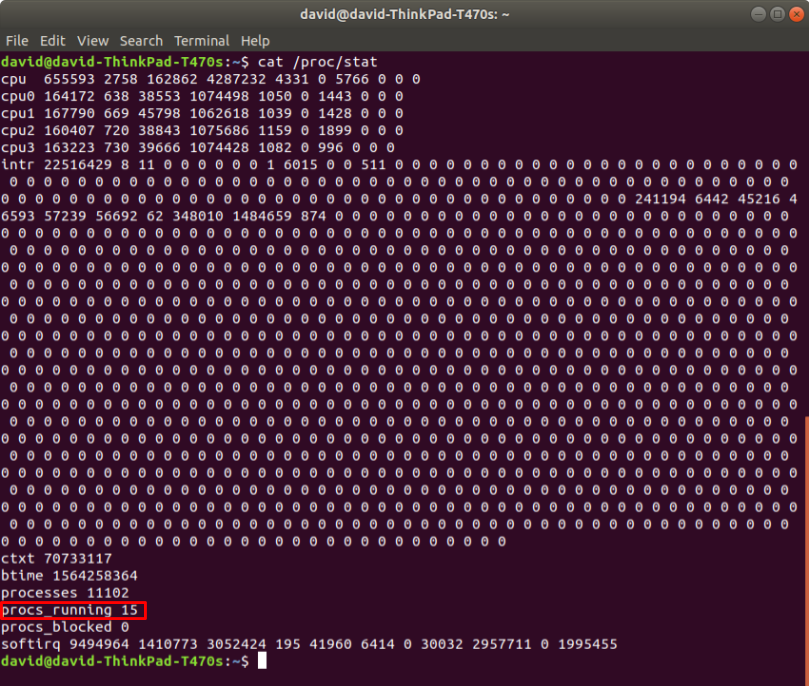 david@david-ThinkPad-T470s: ~
File Edit View Search Terminal Help
david@david-ThinkPad-T470s:~$ cat /proc/stat
cpu  655593 2758 162862 4287232 4331 0 5766 0 0 0
cpu0 164172 638 38553 1074498 1050 0 1443 0 0 0
cpu1 167790 669 45798 1062618 1039 0 1428 0 0 0
cpu2 160407 720 38843 1075686 1159 0 1899 0 0 0
cpu3 163223 730 39666 1074428 1082 0 996 0 0 0
intr 22516429 8 11 0 0 0 0 0 0 1 6015 0 0 511 0 0 0 0 0 0 0 0 0 0 0 0 0 0 0 0 0 0 0 0 0 0 0 0
 0 0 0 0 0 0 0 0 0 0 0 0 0 0 0 0 0 0 0 0 0 0 0 0 0 0 0 0 0 0 0 0 0 0 0 0 0 0 0 0 0 0 0 0 0 0
0 0 0 0 0 0 0 0 0 0 0 0 0 0 0 0 0 0 0 0 0 0 0 0 0 0 0 0 0 0 0 0 0 0 0 0 0 241194 6442 45216 4
6593 57239 56692 62 348010 1484659 874 0 0 0 0 0 0 0 0 0 0 0 0 0 0 0 0 0 0 0 0 0 0 0 0 0 0 0
0 0 0 0 0 0 0 0 0 0 0 0 0 0 0 0 0 0 0 0 0 0 0 0 0 0 0 0 0 0 0 0 0 0 0 0 0 0 0 0 0 0 0 0 0 0 0
 0 0 0 0 0 0 0 0 0 0 0 0 0 0 0 0 0 0 0 0 0 0 0 0 0 0 0 0 0 0 0 0 0 0 0 0 0 0 0 0 0 0 0 0 0 0
0 0 0 0 0 0 0 0 0 0 0 0 0 0 0 0 0 0 0 0 0 0 0 0 0 0 0 0 0 0 0 0 0 0 0 0 0 0 0 0 0 0 0 0 0 0 0
 0 0 0 0 0 0 0 0 0 0 0 0 0 0 0 0 0 0 0 0 0 0 0 0 0 0 0 0 0 0 0 0 0 0 0 0 0 0 0 0 0 0 0 0 0 0
0 0 0 0 0 0 0 0 0 0 0 0 0 0 0 0 0 0 0 0 0 0 0 0 0 0 0 0 0 0 0 0 0 0 0 0 0 0 0 0 0 0 0 0 0 0 0
 0 0 0 0 0 0 0 0 0 0 0 0 0 0 0 0 0 0 0 0 0 0 0 0 0 0 0 0 0 0 0 0 0 0 0 0 0 0 0 0 0 0 0 0 0 0
0 0 0 0 0 0 0 0 0 0 0 0 0 0 0 0 0 0 0 0 0 0 0 0 0 0 0 0 0 0 0 0 0 0 0 0 0 0 0 0 0 0 0 0 0 0 0
 0 0 0 0 0 0 0 0 0 0 0 0 0 0 0 0 0 0 0 0 0 0 0 0 0 0 0 0 0 0 0 0 0 0 0 0 0 0 0 0 0 0 0 0 0 0
0 0 0 0 0 0 0 0 0 0 0 0 0 0 0 0 0 0 0 0 0 0 0 0 0 0 0 0 0 0 0 0 0 0 0 0 0 0 0 0 0 0 0 0 0 0 0
 0 0 0 0 0 0 0 0 0 0 0 0 0 0 0 0 0 0 0 0 0 0 0 0 0 0 0 0 0 0 0 0 0 0 0 0 0 0 0 0 0 0 0 0 0 0
0 0 0 0 0 0 0 0 0 0 0 0 0 0 0 0 0 0 0 0 0 0 0 0 0 0 0 0 0 0 0 0 0 0 0 0 0 0 0 0 0 0 0 0 0 0 0
 0 0 0 0 0 0 0 0 0 0 0 0 0 0 0 0 0 0 0 0 0 0 0 0 0 0 0 0 0 0 0 0 0 0 0 0 0 0 0 0 0 0 0 0 0 0
0 0 0 0 0 0 0 0 0 0 0 0 0 0 0 0 0 0 0 0 0 0 0 0 0 0 0 0 0 0 0 0 0 0 0 0 0 0 0 0 0 0 0 0 0 0 0
 0 0 0 0 0 0 0 0 0 0 0 0 0 0 0 0 0 0 0 0 0 0 0 0 0 0 0 0 0 0 0 0 0 0 0 0 0 0 0 0 0 0 0 0 0 0
0 0 0 0 0 0 0 0 0 0 0 0 0 0 0 0 0 0 0 0 0 0 0 0 0 0 0 0 0 0 0 0 0 0 0 0 0 0 0 0 0 0 0 0 0 0 0
 0 0 0 0 0 0 0 0 0 0 0 0 0 0 0 0 0 0 0 0 0 0 0 0 0 0 0 0 0 0 0 0 0 0 0 0 0 0 0 0 0 0 0 0 0 0
0 0 0 0 0 0 0 0 0 0 0 0 0 0 0 0 0 0 0 0 0 0 0 0 0 0 0 0 0 0 0 0 0 0 0 0 0 0 0 0 0 0 0 0 0 0 0
 0 0 0 0 0 0 0 0 0 0 0 0 0 0 0 0 0 0 0 0 0 0 0 0 0 0 0 0 0 0 0 0 0 0 0 0 0 0 0 0 0 0 0 0 0 0
0 0 0 0 0 0 0 0 0 0 0 0 0 0 0 0 0 0 0 0 0 0 0 0 0 0 0 0 0 0
ctxt 70733117
btime 1564258364
processes 11102
procs_running 15
procs_blocked 0
softirq 9494964 1410773 3052424 195 41960 6414 0 30032 2957711 0 1995455
david@david-ThinkPad-T470s:~$